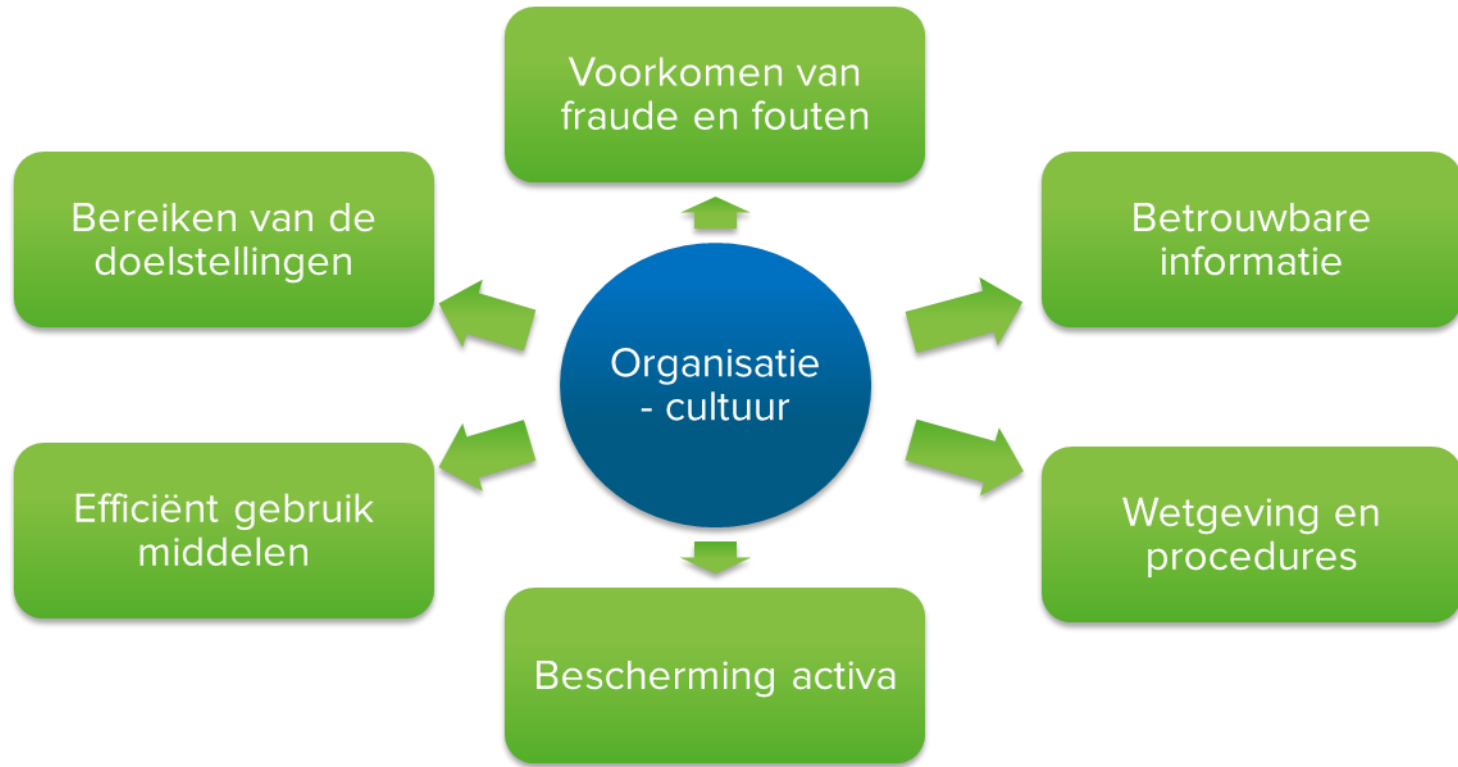 Voorkomen van
fraude en fouten
Bereiken van de
doelstellingen
Betrouwbare
informatie
Organisatie
- cultuur
Efficiënt gebruik
middelen
Wetgeving en
procedures
Bescherming activa